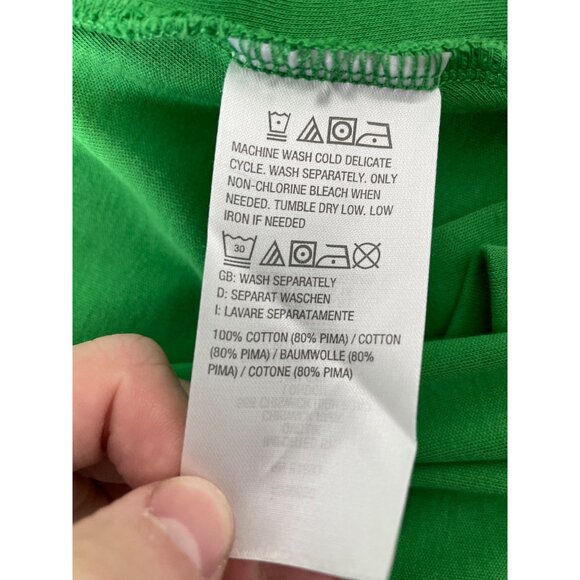 MACHINE WASH COLD DELICATE
CYCLE. WASH SEPARATELY. ONLY
NON-CHLORINE BLEACH WHEN
NEEDED. TUMBLE DRY LOW. LOW
IRON IF NEEDED
30
GB: WASH SEPARATELY
D: SEPARAT WASCHEN
I: LAVARE SEPARATAMENTE
100% COTTON (80% PIMA) / COTTON
(80% PIMA) / BAUMWOLLE (80%
PIMA) / COTONE (80% PIMA)